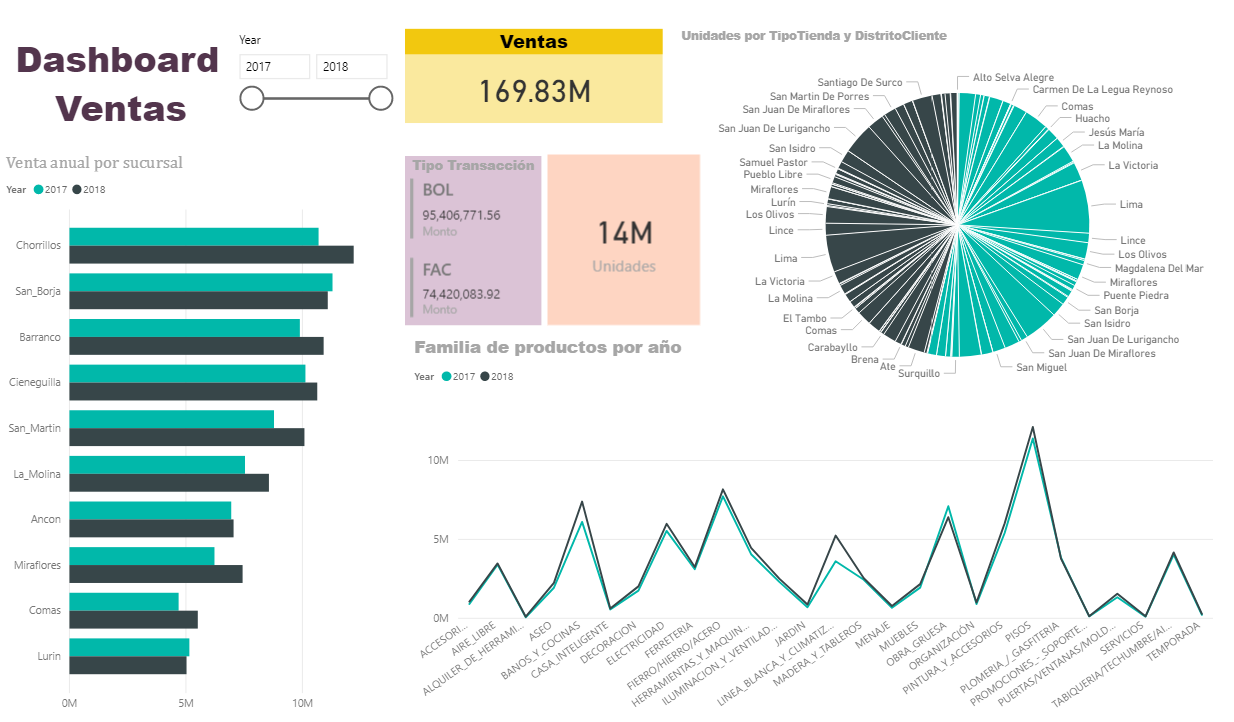 Dashboard
Ventas
Year
2017
2018
Ventas
169.83M
Tipo Transacción
BOL
95,406,771.56
Monto
FAC
74,420,083.92
Monto
14M
Unidades
Unidades por TipoTienda y DistritoCliente
Alto Selva Alegre
Carmen De La Legua Reynoso
Comas
Huacho
Jesús María
La Molina
La Victoria
Lima
Lince
Los Olivos
Magdalena Del Mar
Miraflores
Puente Piedra
San Borja
San Isidro
San Juan De Lurigancho
San Juan De Miraflores
San Miguel
Surquillo
Ate
Brena
Carabayllo
Comas
El Tambo
La Molina
La Victoria
Lima
Lince
Los Olivos
Lurín
Miraflores
Pueblo Libre
Samuel Pastor
San Isidro
San Juan De Lurigancho
San Juan De Miraflores
San Martin De Porres
Santiago De Surco
Venta anual por sucursal
Year 2017 2018
Chorrillos
San_Borja
Barranco
Cieneguilla
San_Martin
La_Molina
Ancon
Miraflores
Comas
Lurin
0M 5M 10M
Familia de productos por año
Year 2017 2018
10M
5M
0M
ACCESORI...
AIRE_LIBRE
ALQUILER_DE_HERRAMI...
ASEO
BANOS_Y_COCINAS
CASA_INTELIGENTE
DECORACION
ELECTRICIDAD
FERRETERIA
FIERRO/HIERRO/ACERO
HERRAMIENTAS_Y_MAQUIN...
ILUMINACION_Y_VENTILAD...
JARDIN
LINEA_BLANCA_Y_CLIMATIZ...
MADERA_Y_TABLEROS
MENAJE
MUEBLES
OBRA_GRUESA
ORGANIZACIÓN
PINTURA_Y_ACCESORIOS
PISOS
PLOMERIA_/_GASFITERIA
PROMOCIONES_-_SOPORTE...
PUERTAS/VENTANAS/MOLD...
SERVICIOS
TABIQUERIA/TECHUMBRE/AI...
TEMPORADA